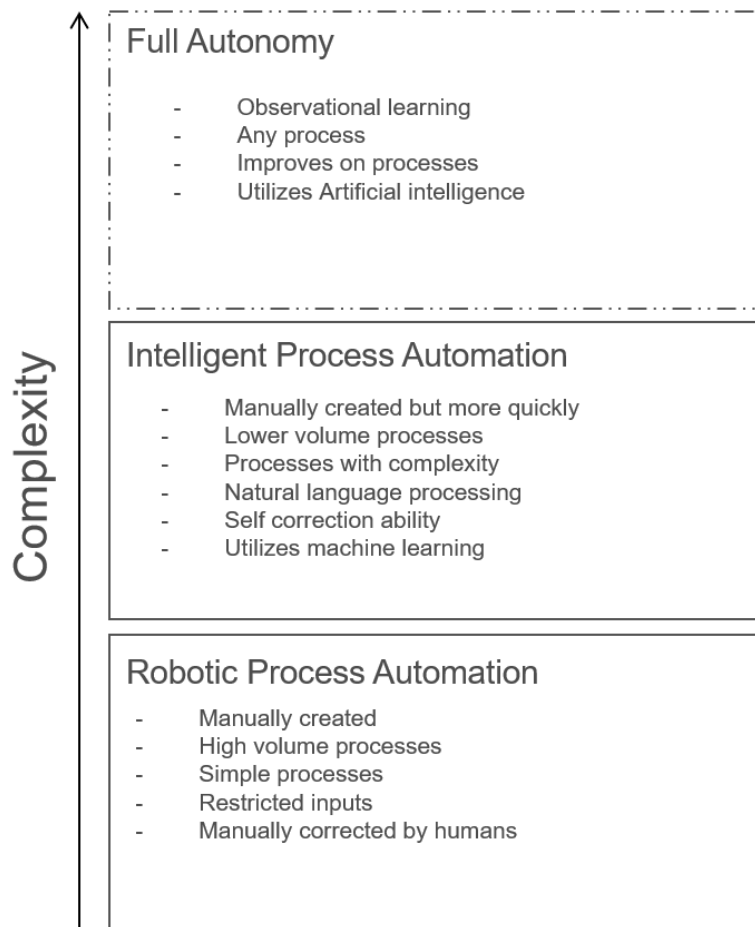 Complexity
Full Autonomy
- Observational learning
- Any process
- Improves on processes
- Utilizes Artificial intelligence
Intelligent Process Automation
- Manually created but more quickly
- Lower volume processes
- Processes with complexity
- Natural language processing
- Self correction ability
- Utilizes machine learning
Robotic Process Automation
- Manually created
- High volume processes
- Simple processes
- Restricted inputs
- Manually corrected by humans